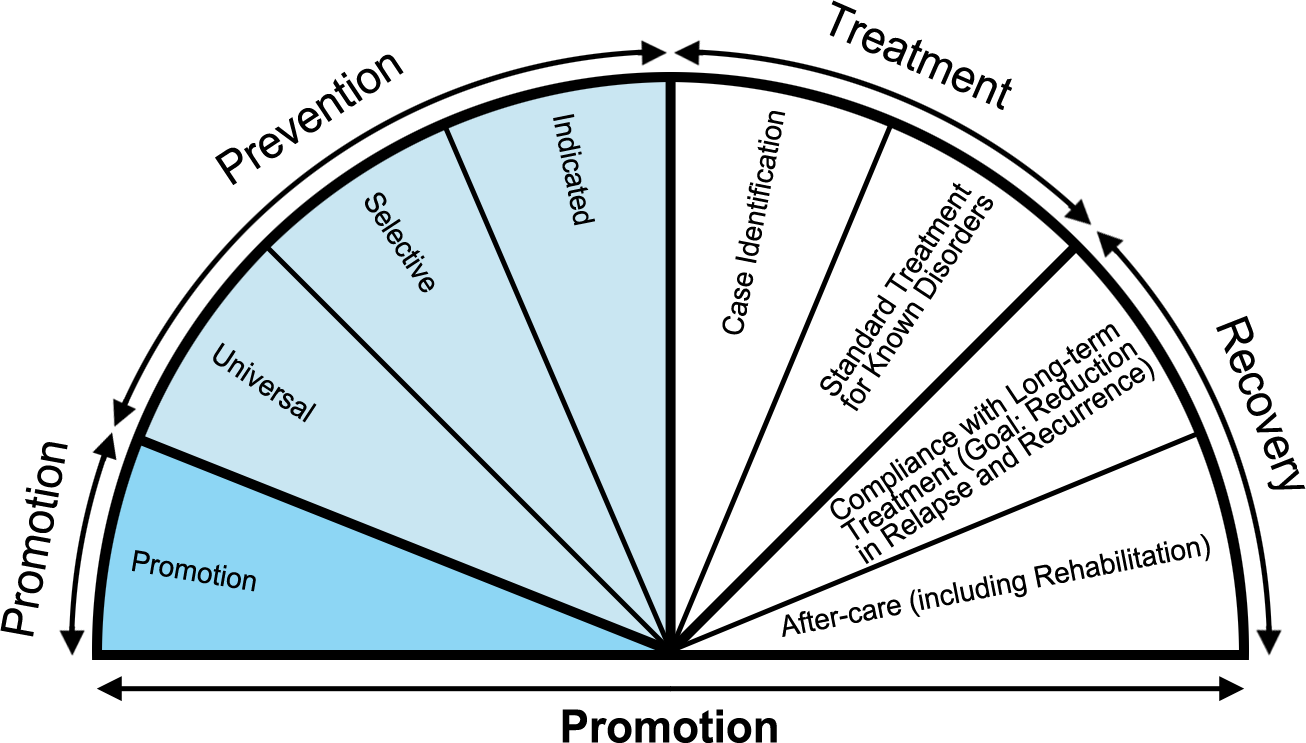 Promotion
Prevention
Treatment
Recovery
Promotion
Universal
Selective
Indicated
Case Identification
Standard Treatment
for Known Disorders
Compliance with Long-term
Treatment (Goal: Reduction
in Relapse and Recurrence)
After-care (including Rehabilitation)
Promotion